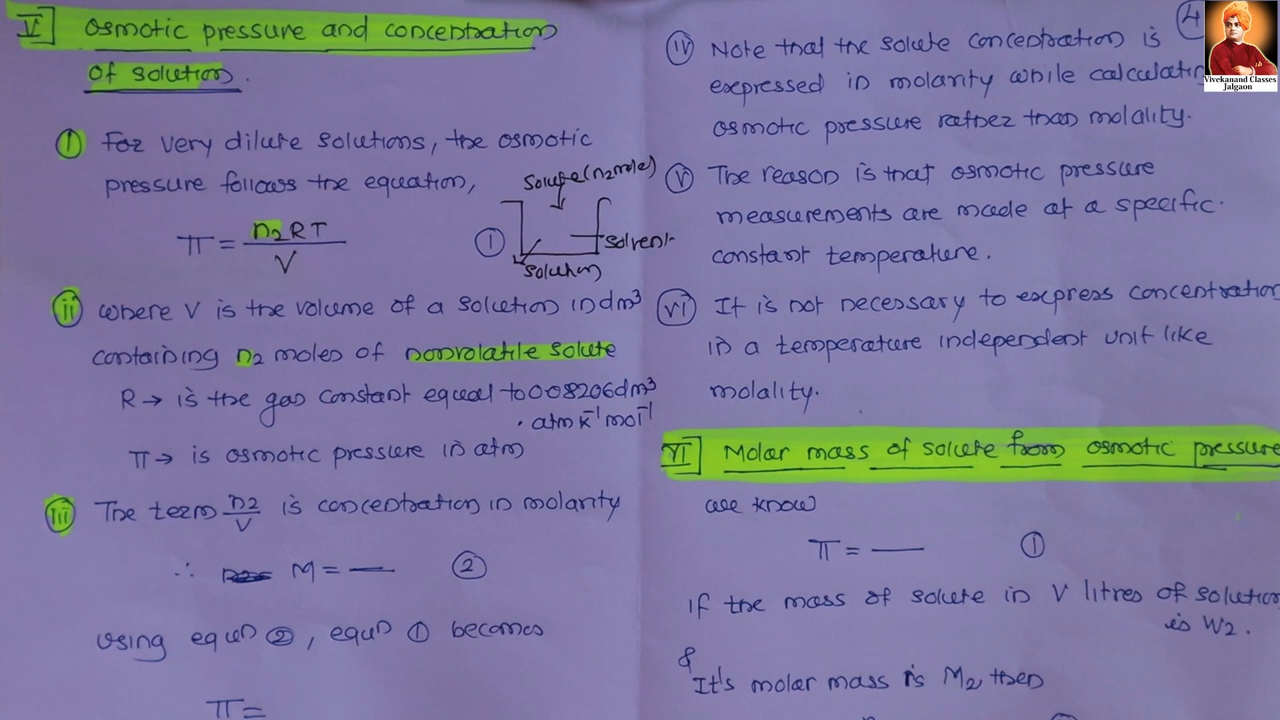 V] Osmotic pressure and concentration
of solution.
i) For very dilute solutions, the osmotic
pressure follows the equation,
π = n2RT / V
①
Solute (n2 mole)
Solvent
Solution
ii) where V is the volume of a solution in dm³
containing n2 moles of nonvolatile solute
R → is the gas constant equal to 0.08206 dm³
. atm K⁻¹ mol⁻¹
π → is osmotic pressure in atm
iii) The term n2/V is concentration in molarity
∴ M = — ②
Using equn ②, equn ① becomes
π =
4
iv) Note that the solute concentration is
expressed in molarity while calculatin
osmotic pressure rather than molality.
v) The reason is that osmotic pressure
measurements are made at a specific
constant temperature.
vi) It is not necessary to express concentration
in a temperature independent unit like
molality.
VI] Molar mass of solute from osmotic pressure
we know
π = — ①
If the mass of solute in V litres of solution
is W2.
& It's molar mass is M2 then
Vivekanand Classes
Jalgaon